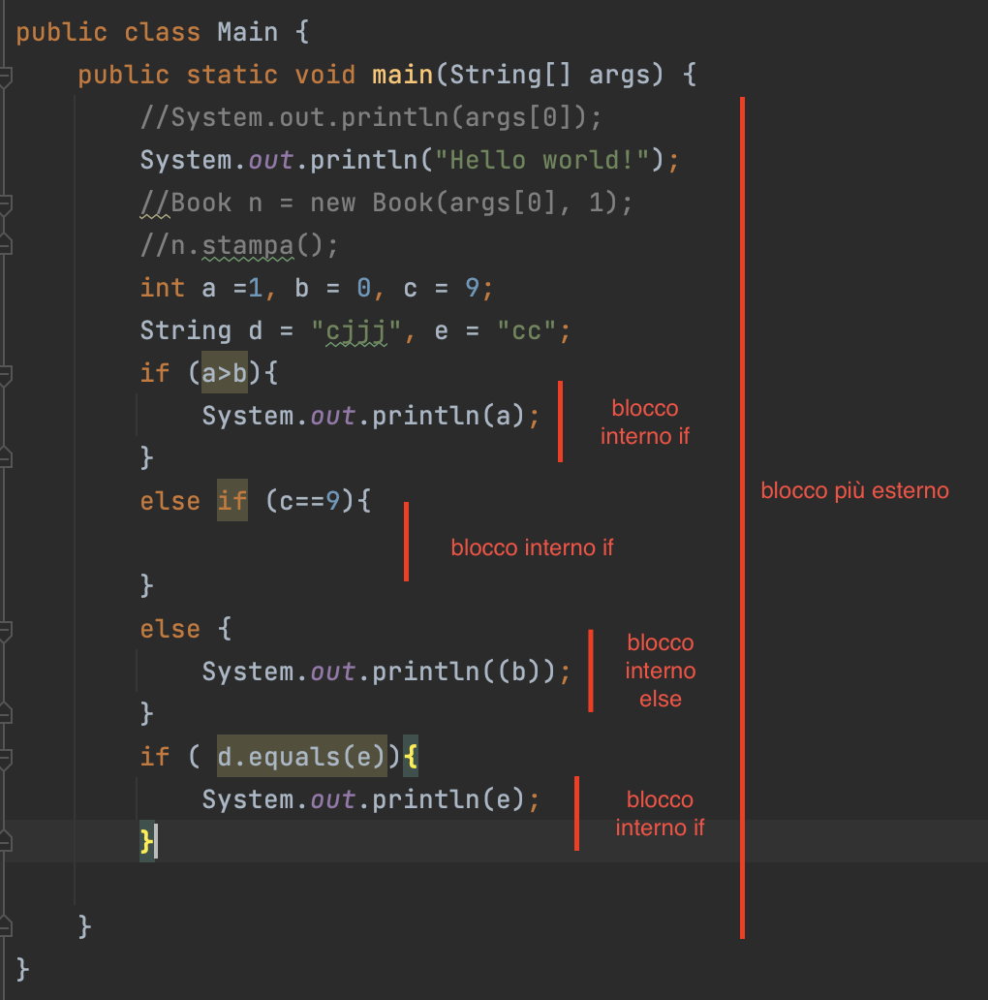 public class Main {
    public static void main(String[] args) {
        //System.out.println(args[0]);
        System.out.println("Hello world!");
        //Book n = new Book(args[0], 1);
        //n.stampa();
        int a =1, b = 0, c = 9;
        String d = "cjjj", e = "cc";
        if (a>b){
            System.out.println(a);
        }
        else if (c==9){

        }
        else {
            System.out.println((b));
        }
        if ( d.equals(e)){
            System.out.println(e);
        }

    }
}
blocco
interno if
blocco più esterno
blocco interno if
blocco
interno
else
blocco
interno if